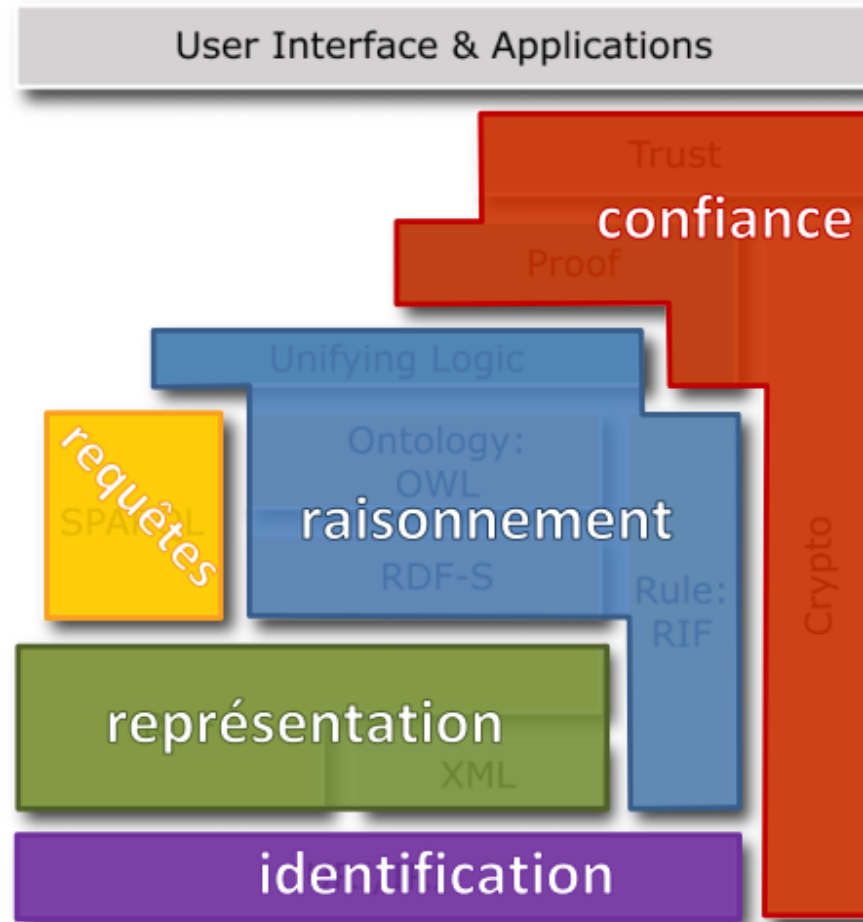 User Interface & Applications
Trust
confiance
Proof
Unifying Logic
Ontology:
OWL
requêtes
raisonnement
RDF-S
Rule:
RIF
Crypto
représentation
XML
identification